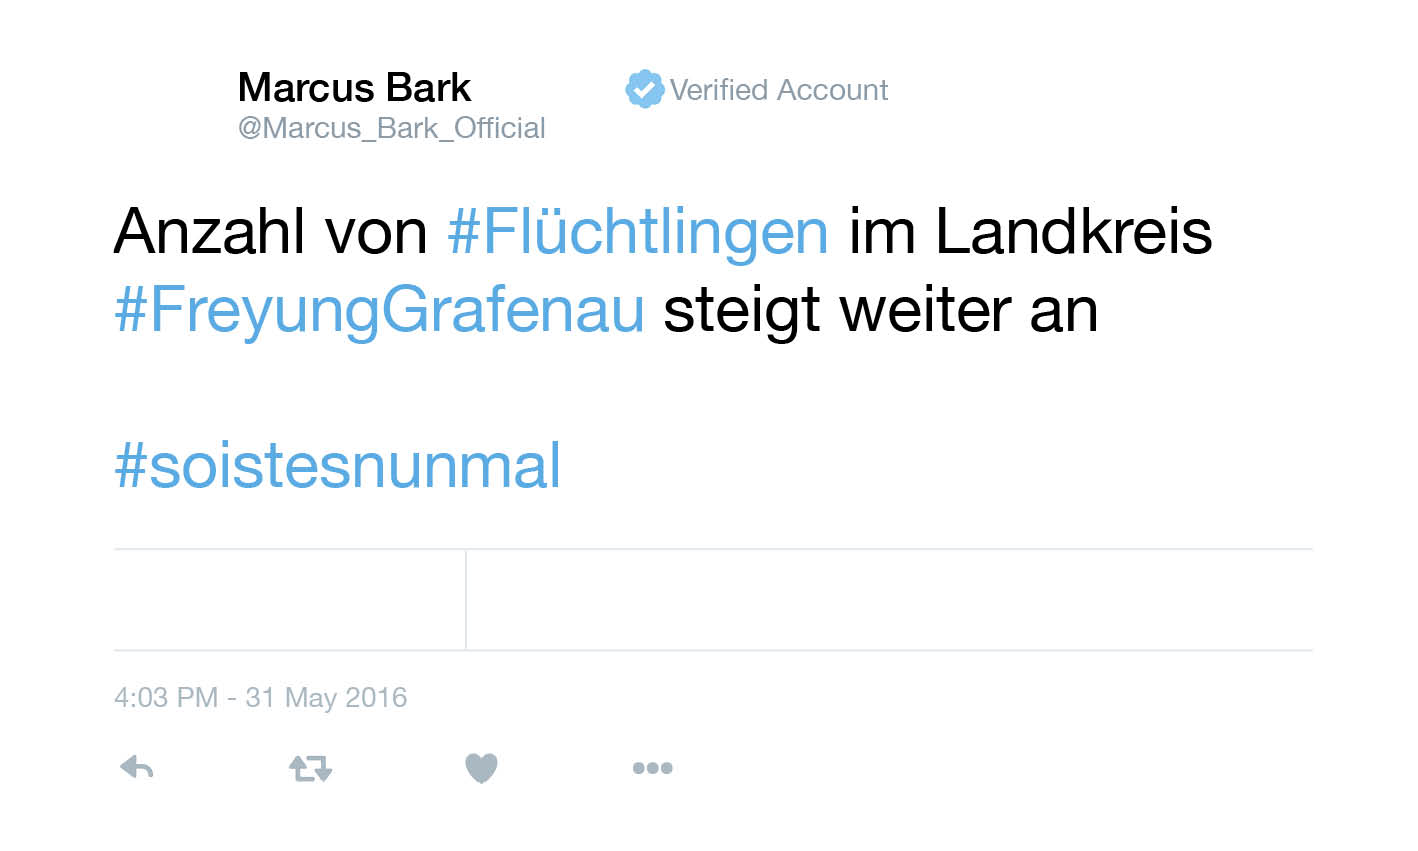 Marcus Bark
Verified Account
@Marcus_Bark_Official
Anzahl von #Flüchtlingen im Landkreis
#FreyungGrafenau steigt weiter an
#soistesnunmal
4:03 PM - 31 May 2016